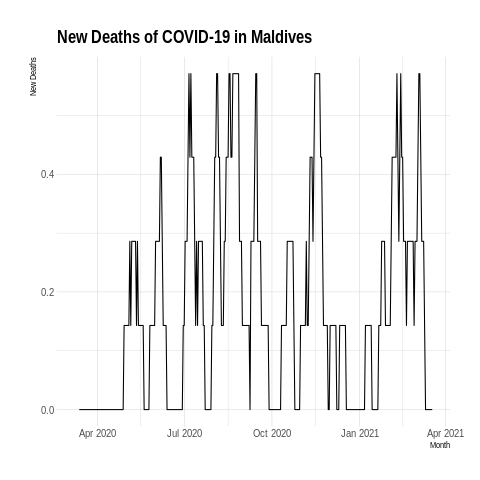 New Deaths of COVID-19 in Maldives
New Deaths
0.4
0.2
0.0
Apr 2020 Jul 2020 Oct 2020 Jan 2021 Apr 2021
Month